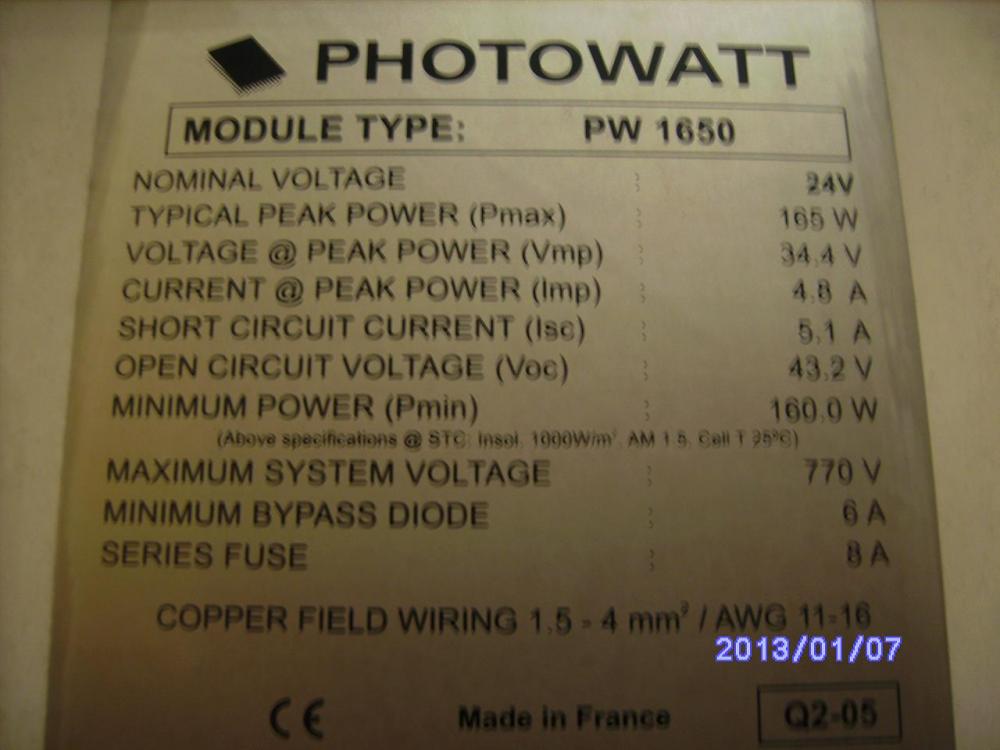 PHOTOWATT
MODULE TYPE: PW 1650
NOMINAL VOLTAGE : 24V
TYPICAL PEAK POWER (Pmax) : 165 W
VOLTAGE @ PEAK POWER (Vmp) : 34.4 V
CURRENT @ PEAK POWER (Imp) : 4.8 A
SHORT CIRCUIT CURRENT (Isc) : 5.1 A
OPEN CIRCUIT VOLTAGE (Voc) : 43.2 V
MINIMUM POWER (Pmin) : 160.0 W
(Above specifications @ STC: Insol. 1000W/m², AM 1.5, Cell T 25°C)
MAXIMUM SYSTEM VOLTAGE : 770 V
MINIMUM BYPASS DIODE : 6 A
SERIES FUSE : 8 A
COPPER FIELD WIRING 1.5 - 4 mm² / AWG 11-16
2013/01/07
CE Made in France Q2-05